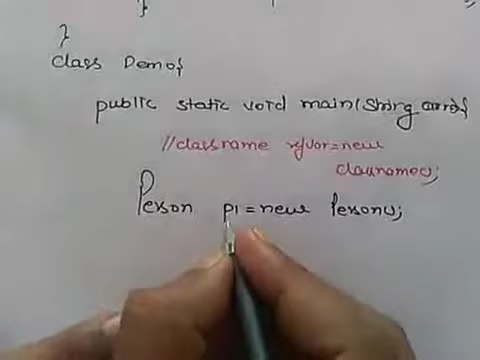 }
}
class Demo{
public static void main(String arr[]){
//classname refvar=new
classname();
Person p1=new Person();